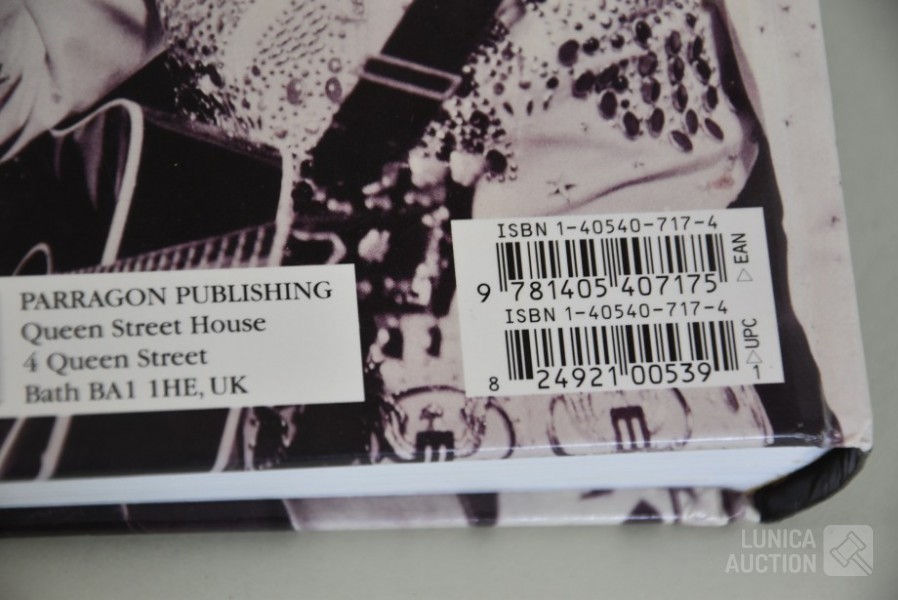 PARRAGON PUBLISHING
Queen Street House
4 Queen Street
Bath BA1 1HE, UK
ISBN 1-40540-717-4
9 781405 407175
▷EAN
ISBN 1-40540-717-4
8 24921 00539 1
▷UPC
LUNICA
AUCTION